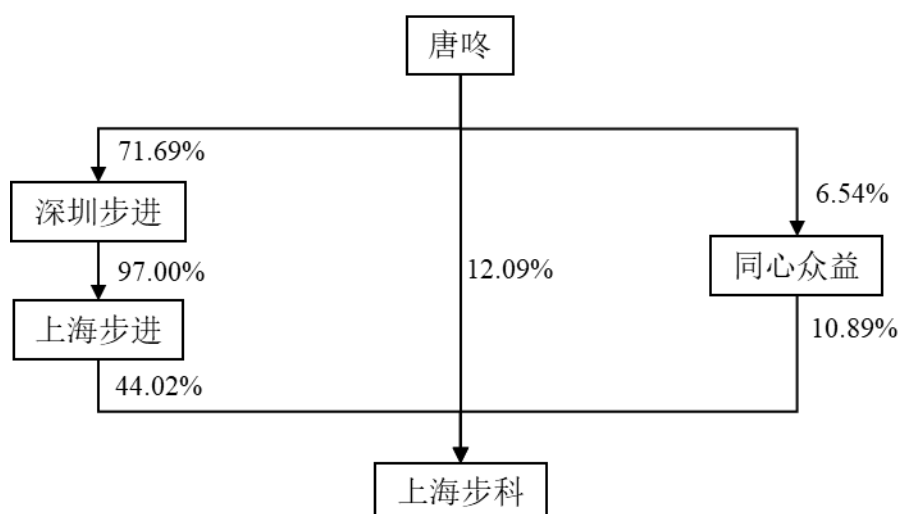 唐咚
71.69%
深圳步进
6.54%
97.00%
12.09%
同心众益
上海步进
10.89%
44.02%
上海步科